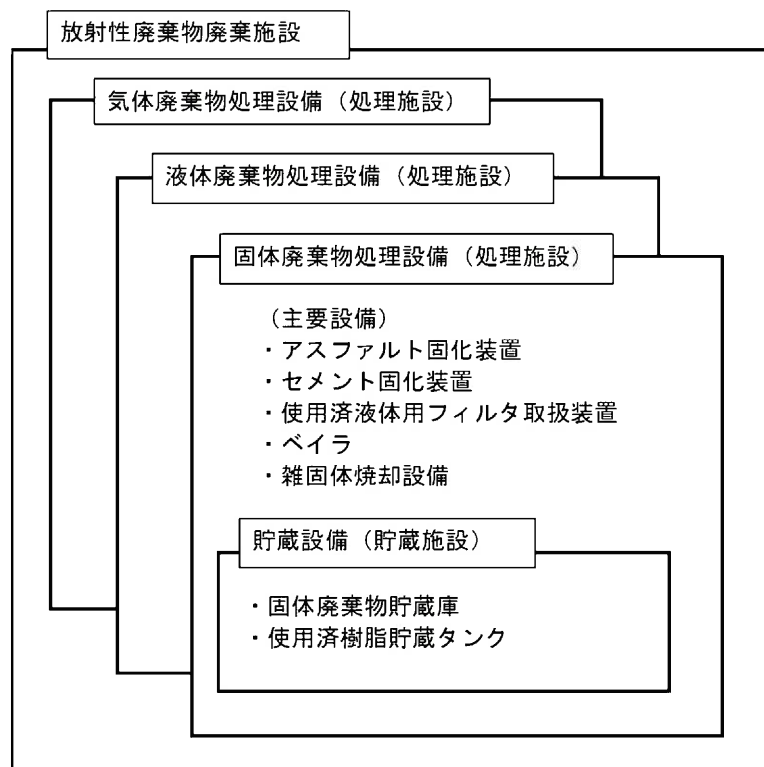 放射性廃棄物廃棄施設
気体廃棄物処理設備（処理施設）
液体廃棄物処理設備（処理施設）
固体廃棄物処理設備（処理施設）
（主要設備）
・アスファルト固化装置
・セメント固化装置
・使用済液体用フィルタ取扱装置
・ベイラ
・雑固体焼却設備
貯蔵設備（貯蔵施設）
・固体廃棄物貯蔵庫
・使用済樹脂貯蔵タンク